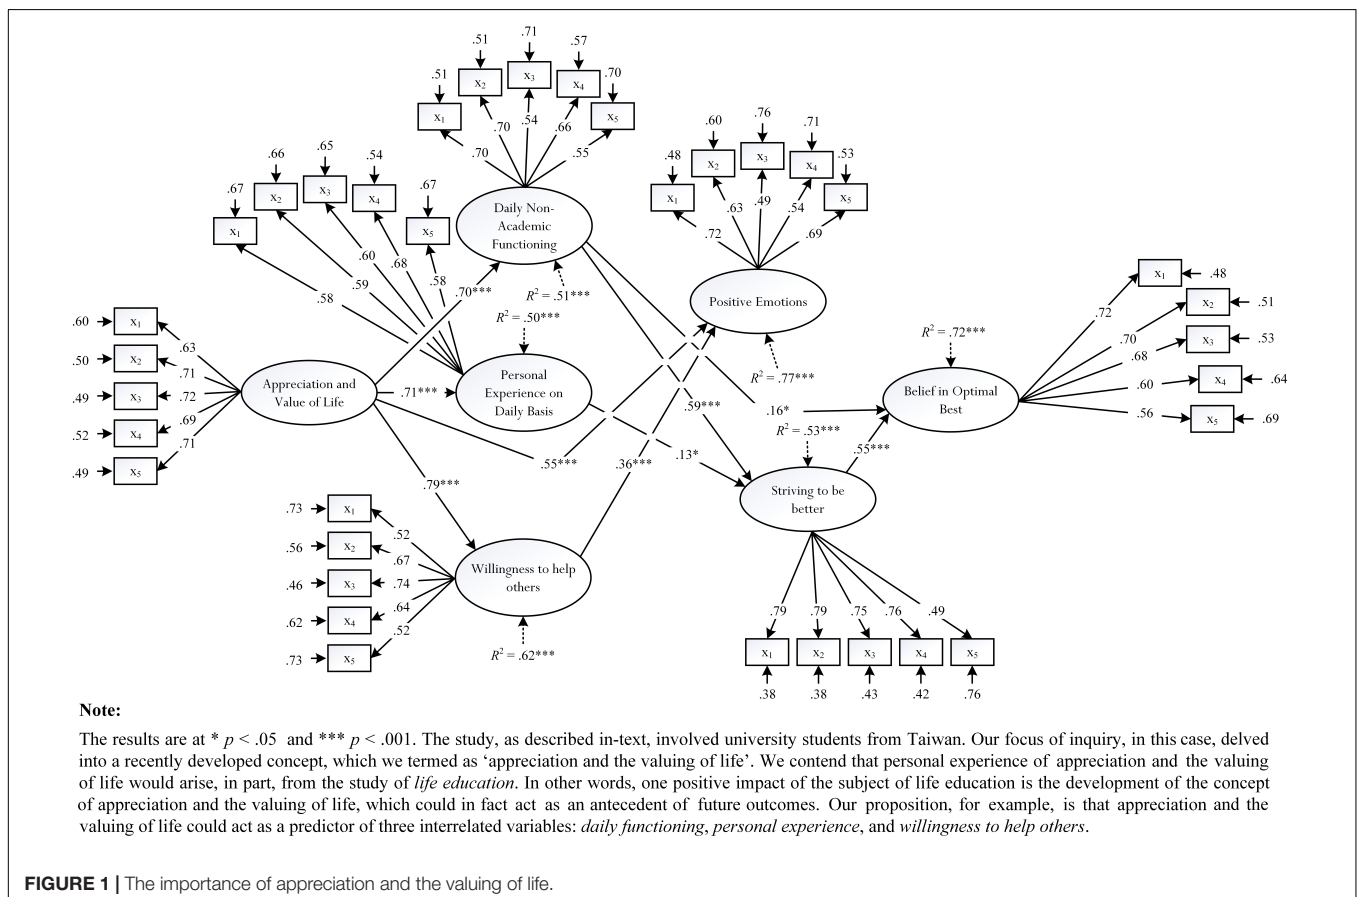 .51
.51
.71
.57
.70
x1
x2
x3
x4
x5
.70
.70
.54
.66
.55
Daily Non-
Academic
Functioning
R2 = .51***
.67
.66
.65
.54
.67
x1
x2
x3
x4
x5
.58
.59
.60
.68
.58
R2 = .50***
Personal
Experience on
Daily Basis
.48
.60
.76
.71
.53
x1
x2
x3
x4
x5
.72
.63
.49
.54
.69
Positive Emotions
R2 = .77***
.60
.50
.49
.52
.49
x1
x2
x3
x4
x5
.63
.71
.72
.69
.71
Appreciation and
Value of Life
.70***
.71***
.55***
.79***
.36***
.59***
.16*
.13*
.55***
R2 = .72***
Belief in Optimal
Best
.72
.70
.68
.60
.56
x1
x2
x3
x4
x5
.48
.51
.53
.64
.69
R2 = .53***
Striving to be
better
.79
.79
.75
.76
.49
x1
x2
x3
x4
x5
.38
.38
.43
.42
.76
.73
.56
.46
.62
.73
x1
x2
x3
x4
x5
.52
.67
.74
.64
.52
Willingness to help
others
R2 = .62***
Note:
The results are at * p < .05 and *** p < .001. The study, as described in-text, involved university students from Taiwan. Our focus of inquiry, in this case, delved
into a recently developed concept, which we termed as ‘appreciation and the valuing of life’. We contend that personal experience of appreciation and the valuing
of life would arise, in part, from the study of life education. In other words, one positive impact of the subject of life education is the development of the concept
of appreciation and the valuing of life, which could in fact act as an antecedent of future outcomes. Our proposition, for example, is that appreciation and the
valuing of life could act as a predictor of three interrelated variables: daily functioning, personal experience, and willingness to help others.
FIGURE 1 | The importance of appreciation and the valuing of life.